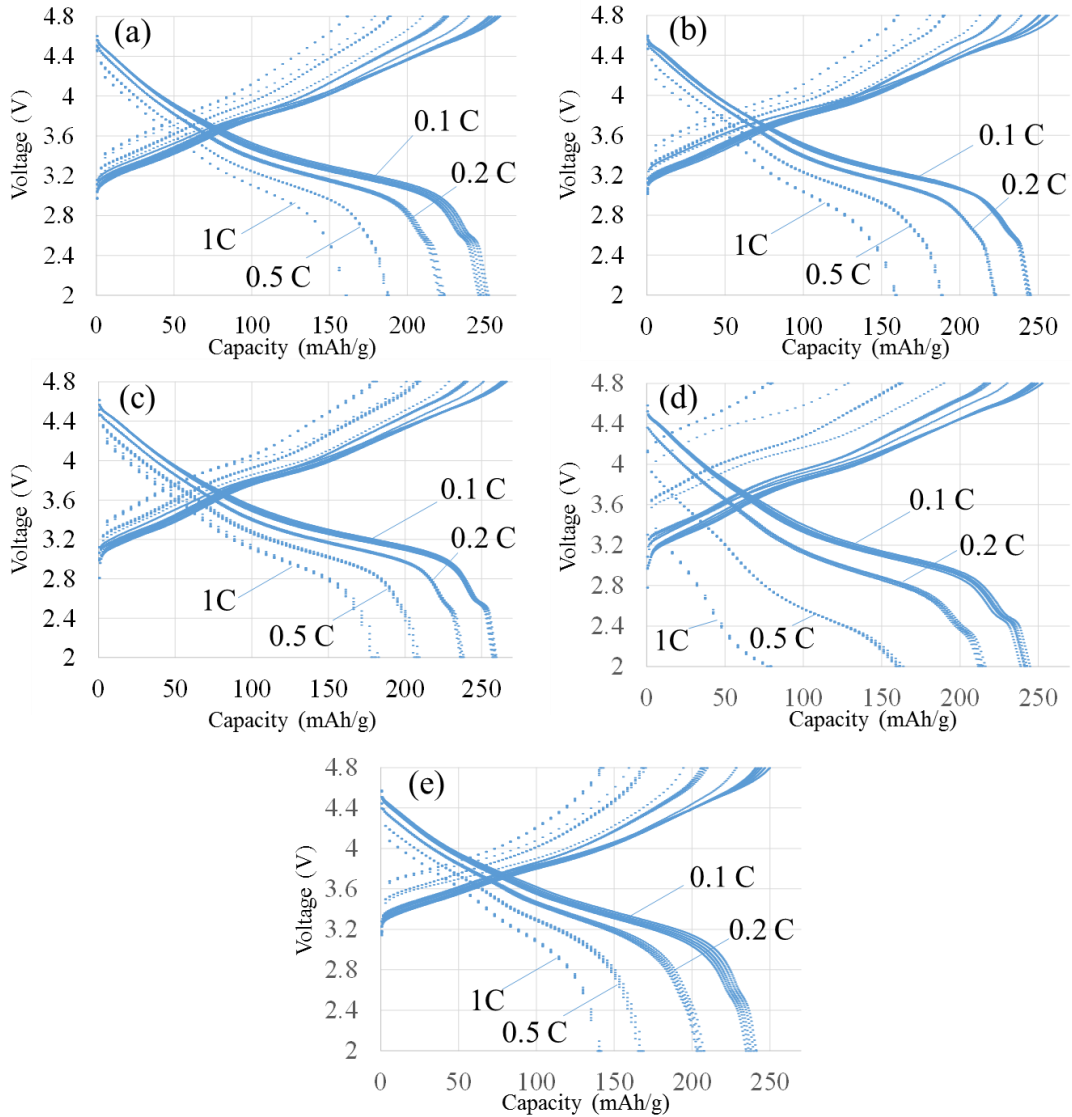 (a)
4.8
4.4
4
3.6
3.2
2.8
2.4
2
Voltage (V)
0.1 C
0.2 C
1C
0.5 C
0 50 100 150 200 250
Capacity (mAh/g)
(b)
4.8
4.4
4
3.6
3.2
2.8
2.4
2
Voltage (V)
0.1 C
0.2 C
1C
0.5 C
0 50 100 150 200 250
Capacity (mAh/g)
(c)
4.8
4.4
4
3.6
3.2
2.8
2.4
2
Voltage (V)
0.1 C
0.2 C
1C
0.5 C
0 50 100 150 200 250
Capacity (mAh/g)
(d)
4.8
4.4
4
3.6
3.2
2.8
2.4
2
Voltage (V)
0.1 C
0.2 C
1C
0.5 C
0 50 100 150 200 250
Capacity (mAh/g)
(e)
4.8
4.4
4
3.6
3.2
2.8
2.4
2
Voltage (V)
0.1 C
0.2 C
1C
0.5 C
0 50 100 150 200 250
Capacity (mAh/g)